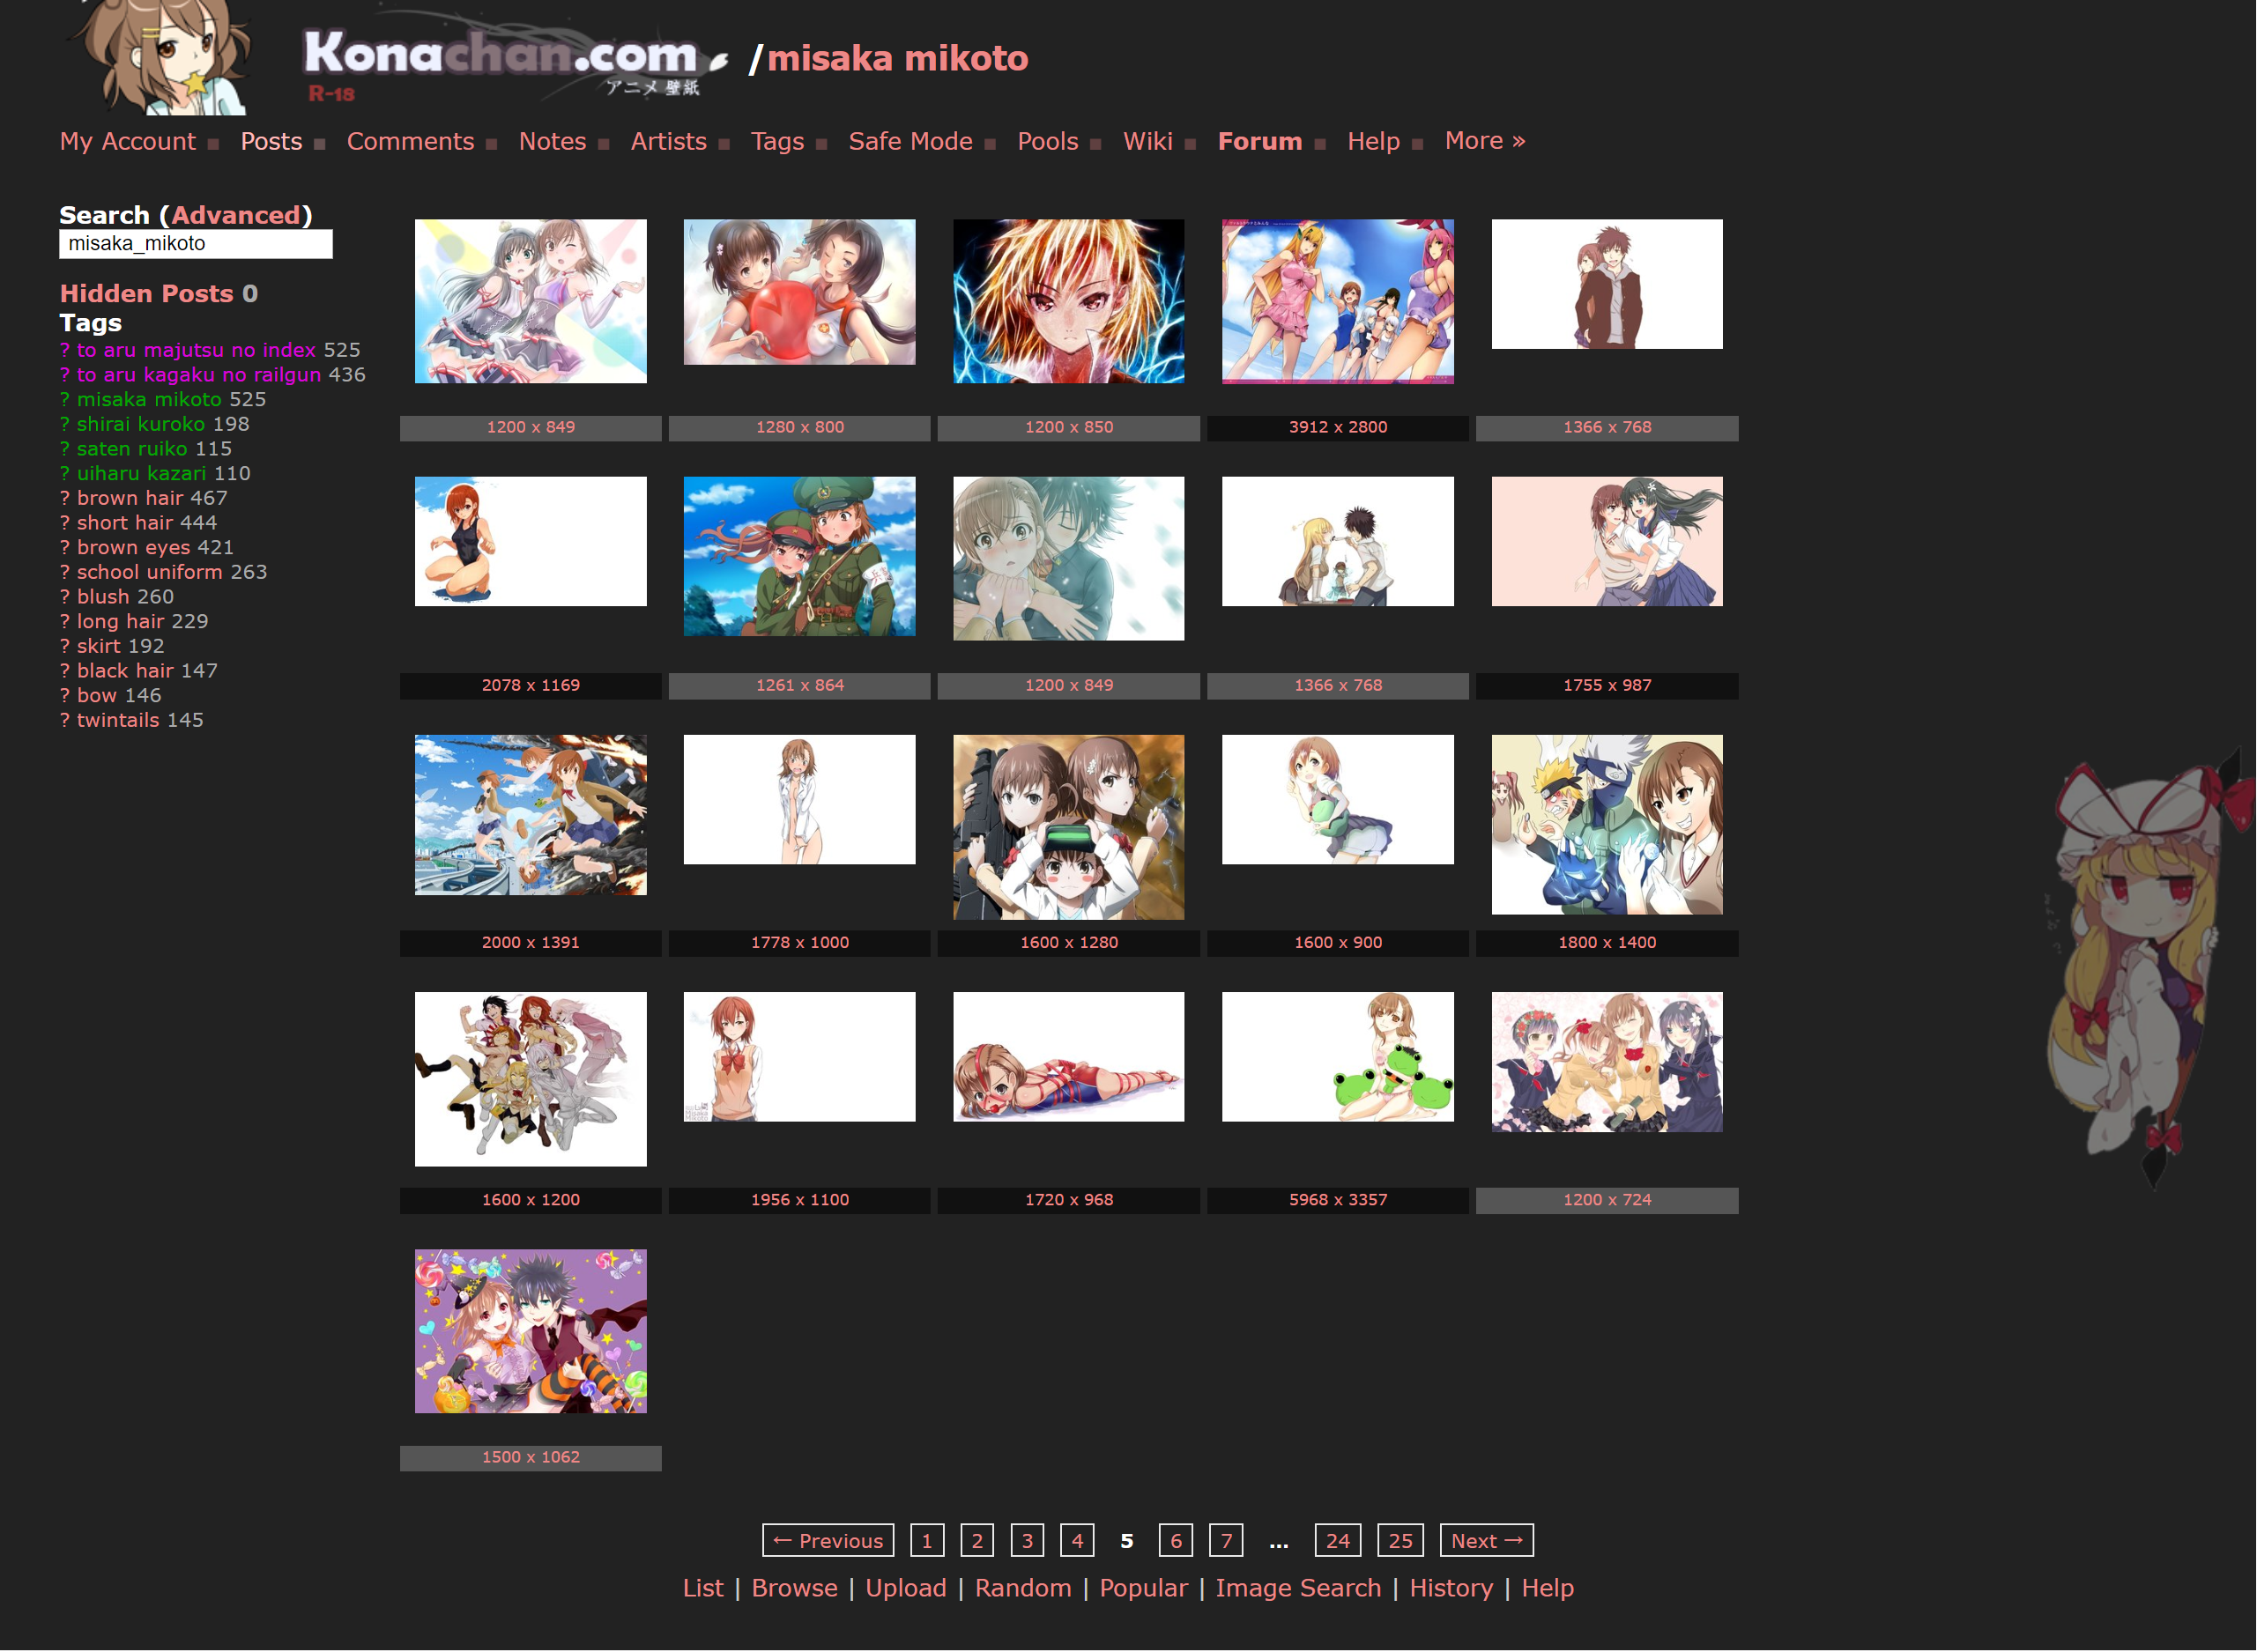 Konachan.com /misaka mikoto
R-18 アニメ 壁紙
My Account Posts Comments Notes Artists Tags Safe Mode Pools Wiki Forum Help More »
Search (Advanced)
misaka_mikoto
Hidden Posts 0
Tags
? to aru majutsu no index 525
? to aru kagaku no railgun 436
? misaka mikoto 525
? shirai kuroko 198
? saten ruiko 115
? uiharu kazari 110
? brown hair 467
? short hair 444
? brown eyes 421
? school uniform 263
? blush 260
? long hair 229
? skirt 192
? black hair 147
? bow 146
? twintails 145
1200 x 849 1280 x 800 1200 x 850 3912 x 2800 1366 x 768
2078 x 1169 1261 x 864 1200 x 849 1366 x 768 1755 x 987
2000 x 1391 1778 x 1000 1600 x 1280 1600 x 900 1800 x 1400
1600 x 1200 1956 x 1100 1720 x 968 5968 x 3357 1200 x 724
1500 x 1062
← Previous 1 2 3 4 5 6 7 … 24 25 Next →
List | Browse | Upload | Random | Popular | Image Search | History | Help